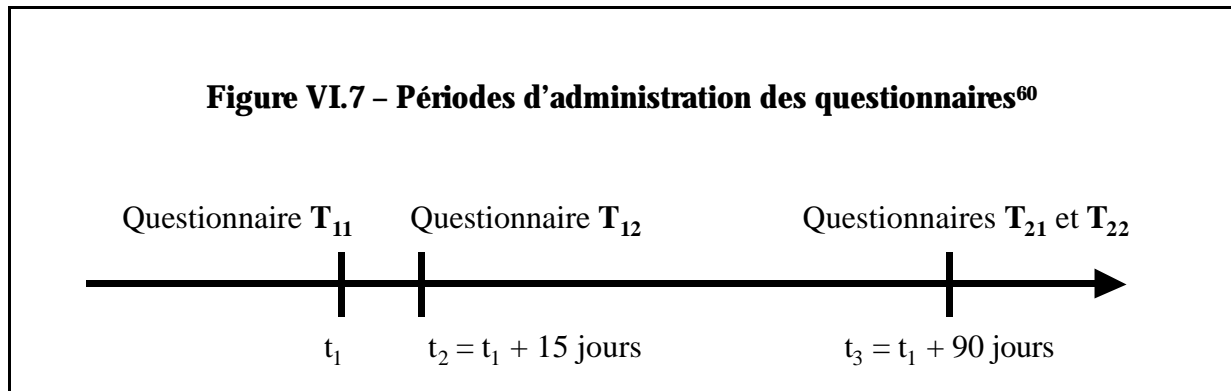 Figure VI.7 – Périodes d’administration des questionnaires⁶⁰
Questionnaire T₁₁ Questionnaire T₁₂ Questionnaires T₂₁ et T₂₂
t₁ t₂ = t₁ + 15 jours t₃ = t₁ + 90 jours